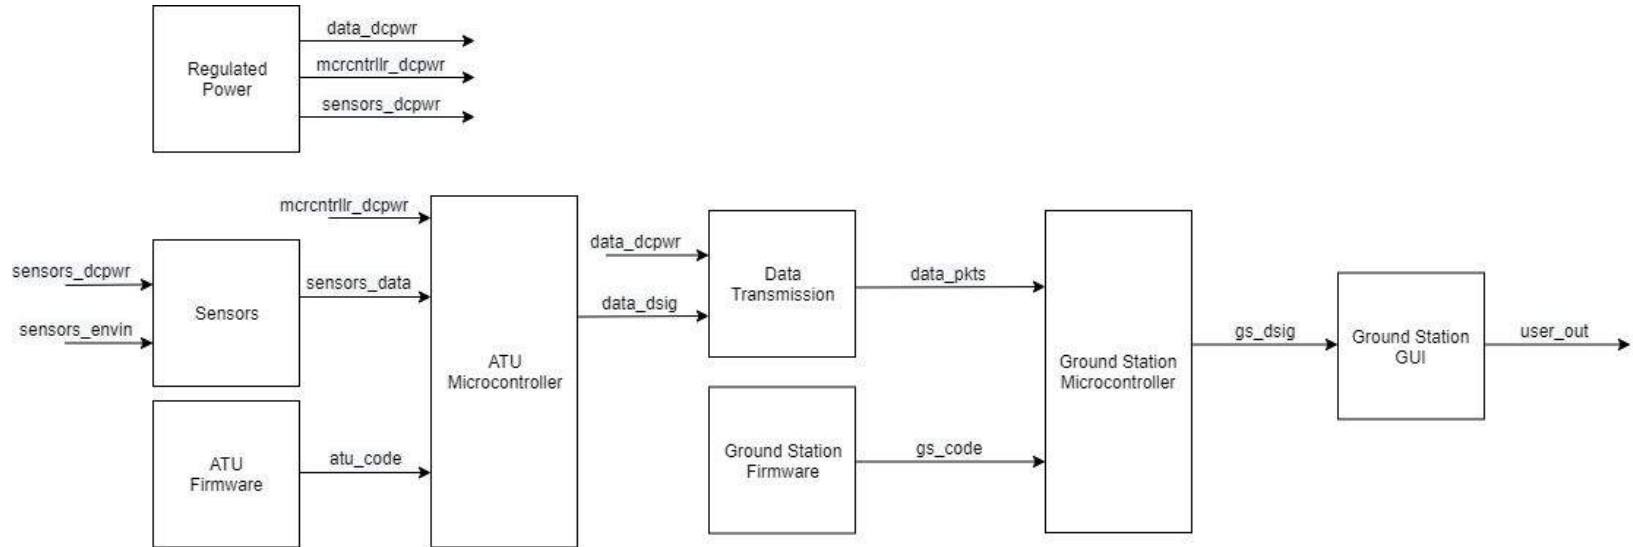 data_dcpwr
Regulated
Power
mcrcntrllr_dcpwr
sensors_dcpwr
mcrcntrllr_dcpwr
sensors_dcpwr
sensors_envin
Sensors
sensors_data
ATU
Firmware
atu_code
ATU
Microcontroller
data_dcpwr
data_dsig
Data
Transmission
data_pkts
Ground Station
Firmware
gs_code
Ground Station
Microcontroller
gs_dsig
Ground Station
GUI
user_out